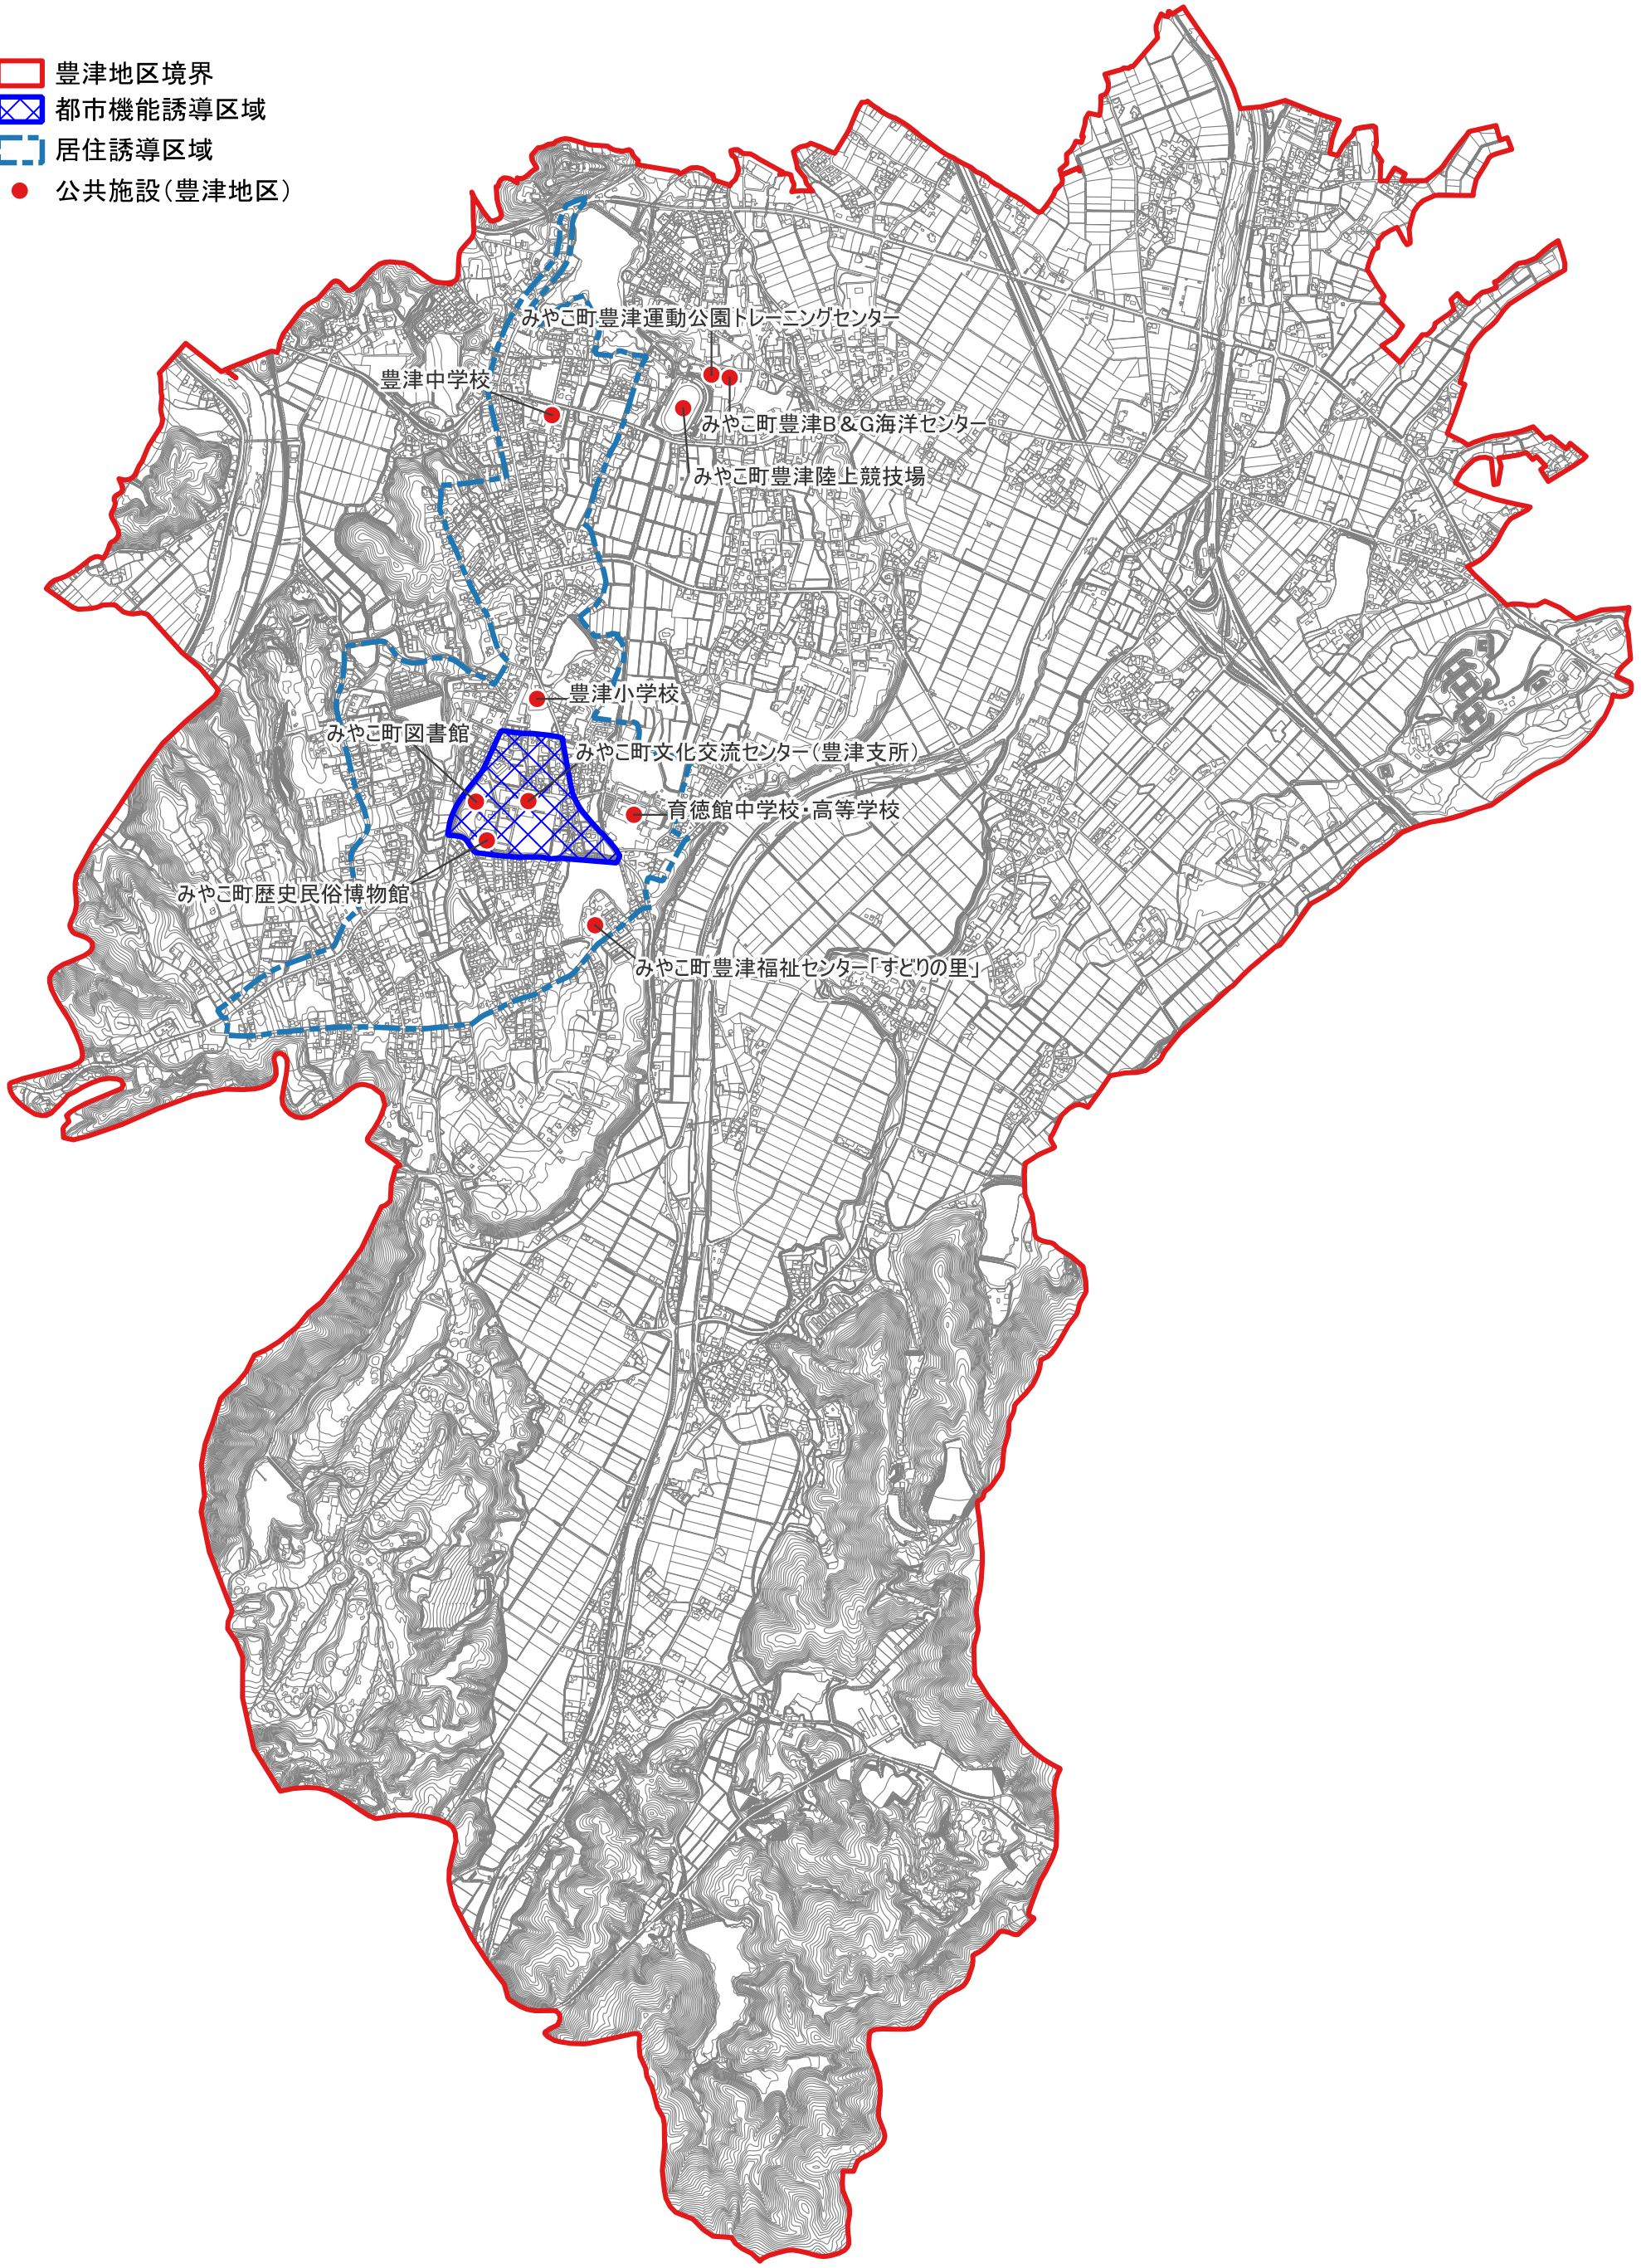 豊津地区境界
都市機能誘導区域
居住誘導区域
公共施設(豊津地区)
みやこ町豊津運動公園トレーニングセンター
豊津中学校
みやこ町豊津B&G海洋センター
みやこ町豊津陸上競技場
豊津小学校
みやこ町図書館
みやこ町文化交流センター(豊津支所)
育徳館中学校・高等学校
みやこ町歴史民俗博物館
みやこ町豊津福祉センター「すどりの里」